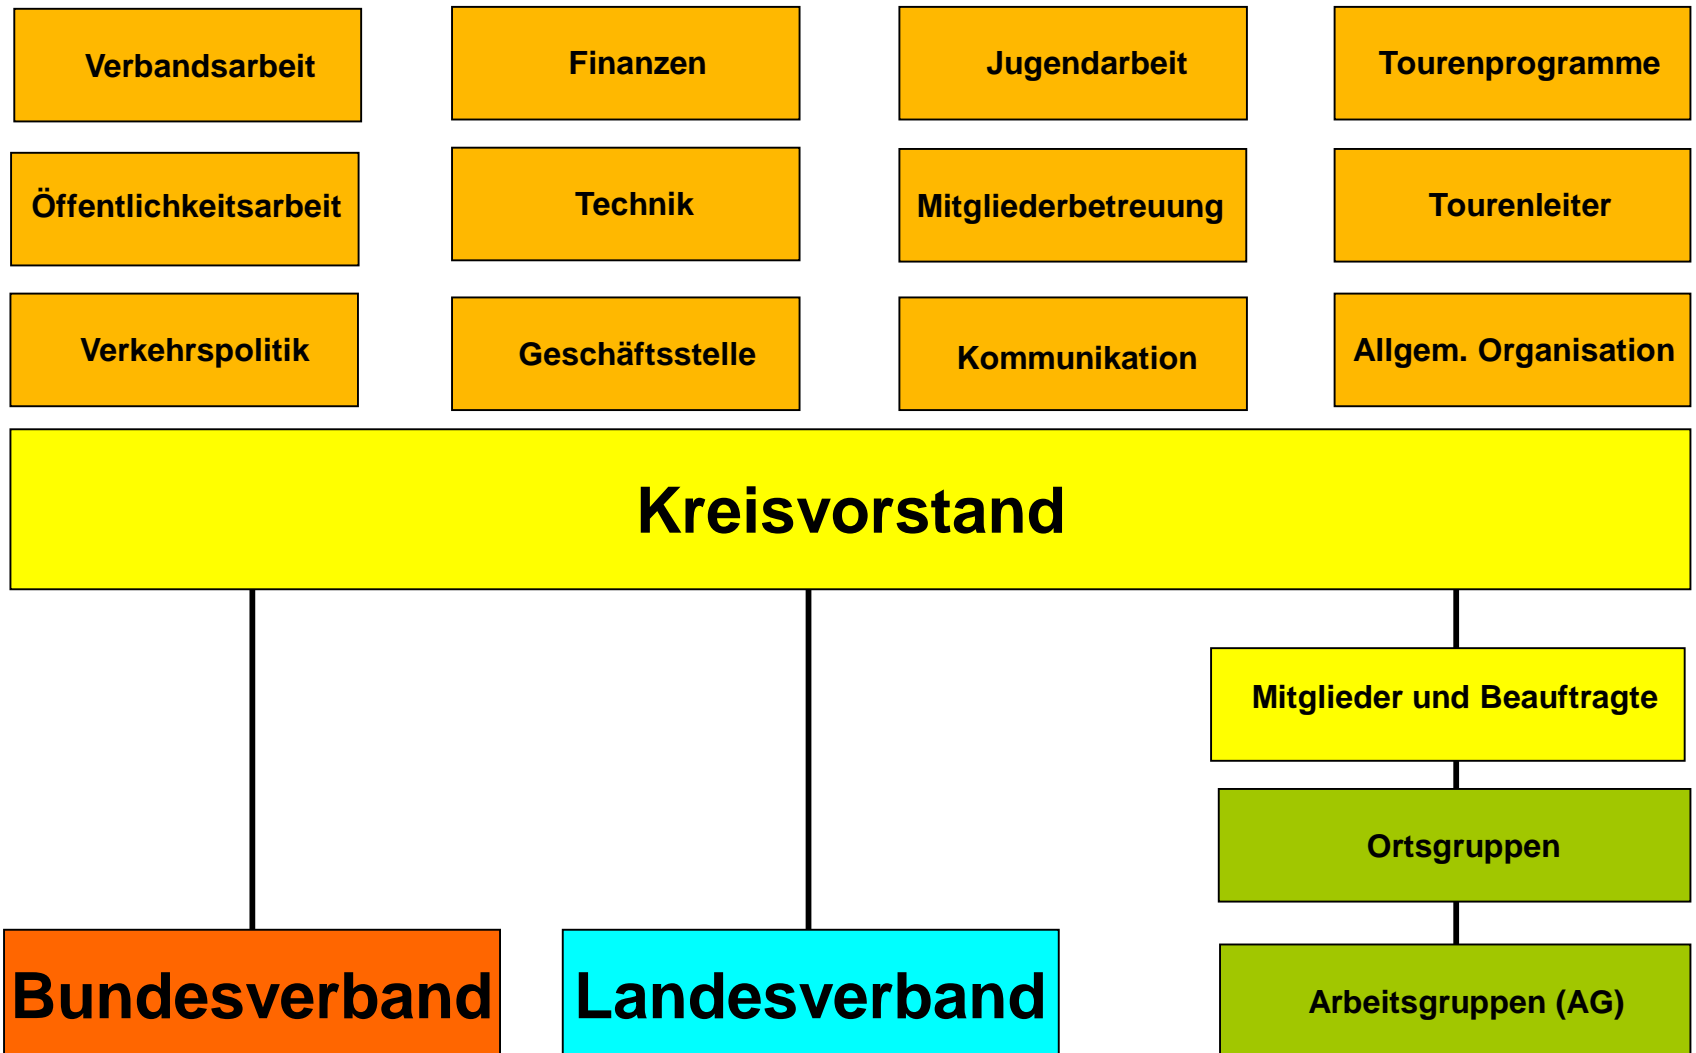 Verbandsarbeit
Finanzen
Jugendarbeit
Tourenprogramme
Öffentlichkeitsarbeit
Technik
Mitgliederbetreuung
Tourenleiter
Verkehrspolitik
Geschäftsstelle
Kommunikation
Allgem. Organisation
Kreisvorstand
Mitglieder und Beauftragte
Ortsgruppen
Bundesverband
Landesverband
Arbeitsgruppen (AG)